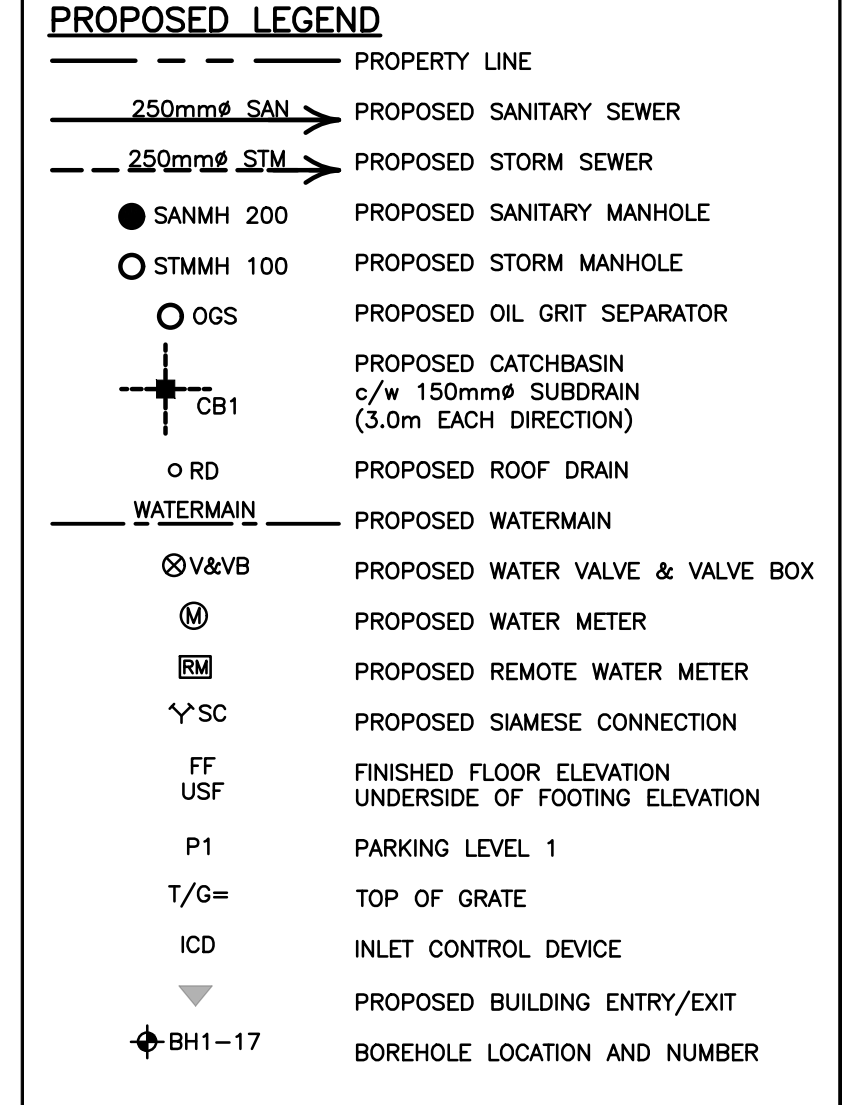 PROPOSED LEGEND
PROPERTY LINE
250mmø SAN PROPOSED SANITARY SEWER
250mmø STM PROPOSED STORM SEWER
SANMH 200 PROPOSED SANITARY MANHOLE
STMMH 100 PROPOSED STORM MANHOLE
OGS PROPOSED OIL GRIT SEPARATOR
CB1 PROPOSED CATCHBASIN
c/w 150mmø SUBDRAIN
(3.0m EACH DIRECTION)
RD PROPOSED ROOF DRAIN
WATERMAIN PROPOSED WATERMAIN
V&VB PROPOSED WATER VALVE & VALVE BOX
M PROPOSED WATER METER
RM PROPOSED REMOTE WATER METER
SC PROPOSED SIAMESE CONNECTION
FF FINISHED FLOOR ELEVATION
USF UNDERSIDE OF FOOTING ELEVATION
P1 PARKING LEVEL 1
T/G= TOP OF GRATE
ICD INLET CONTROL DEVICE
PROPOSED BUILDING ENTRY/EXIT
BH1-17 BOREHOLE LOCATION AND NUMBER